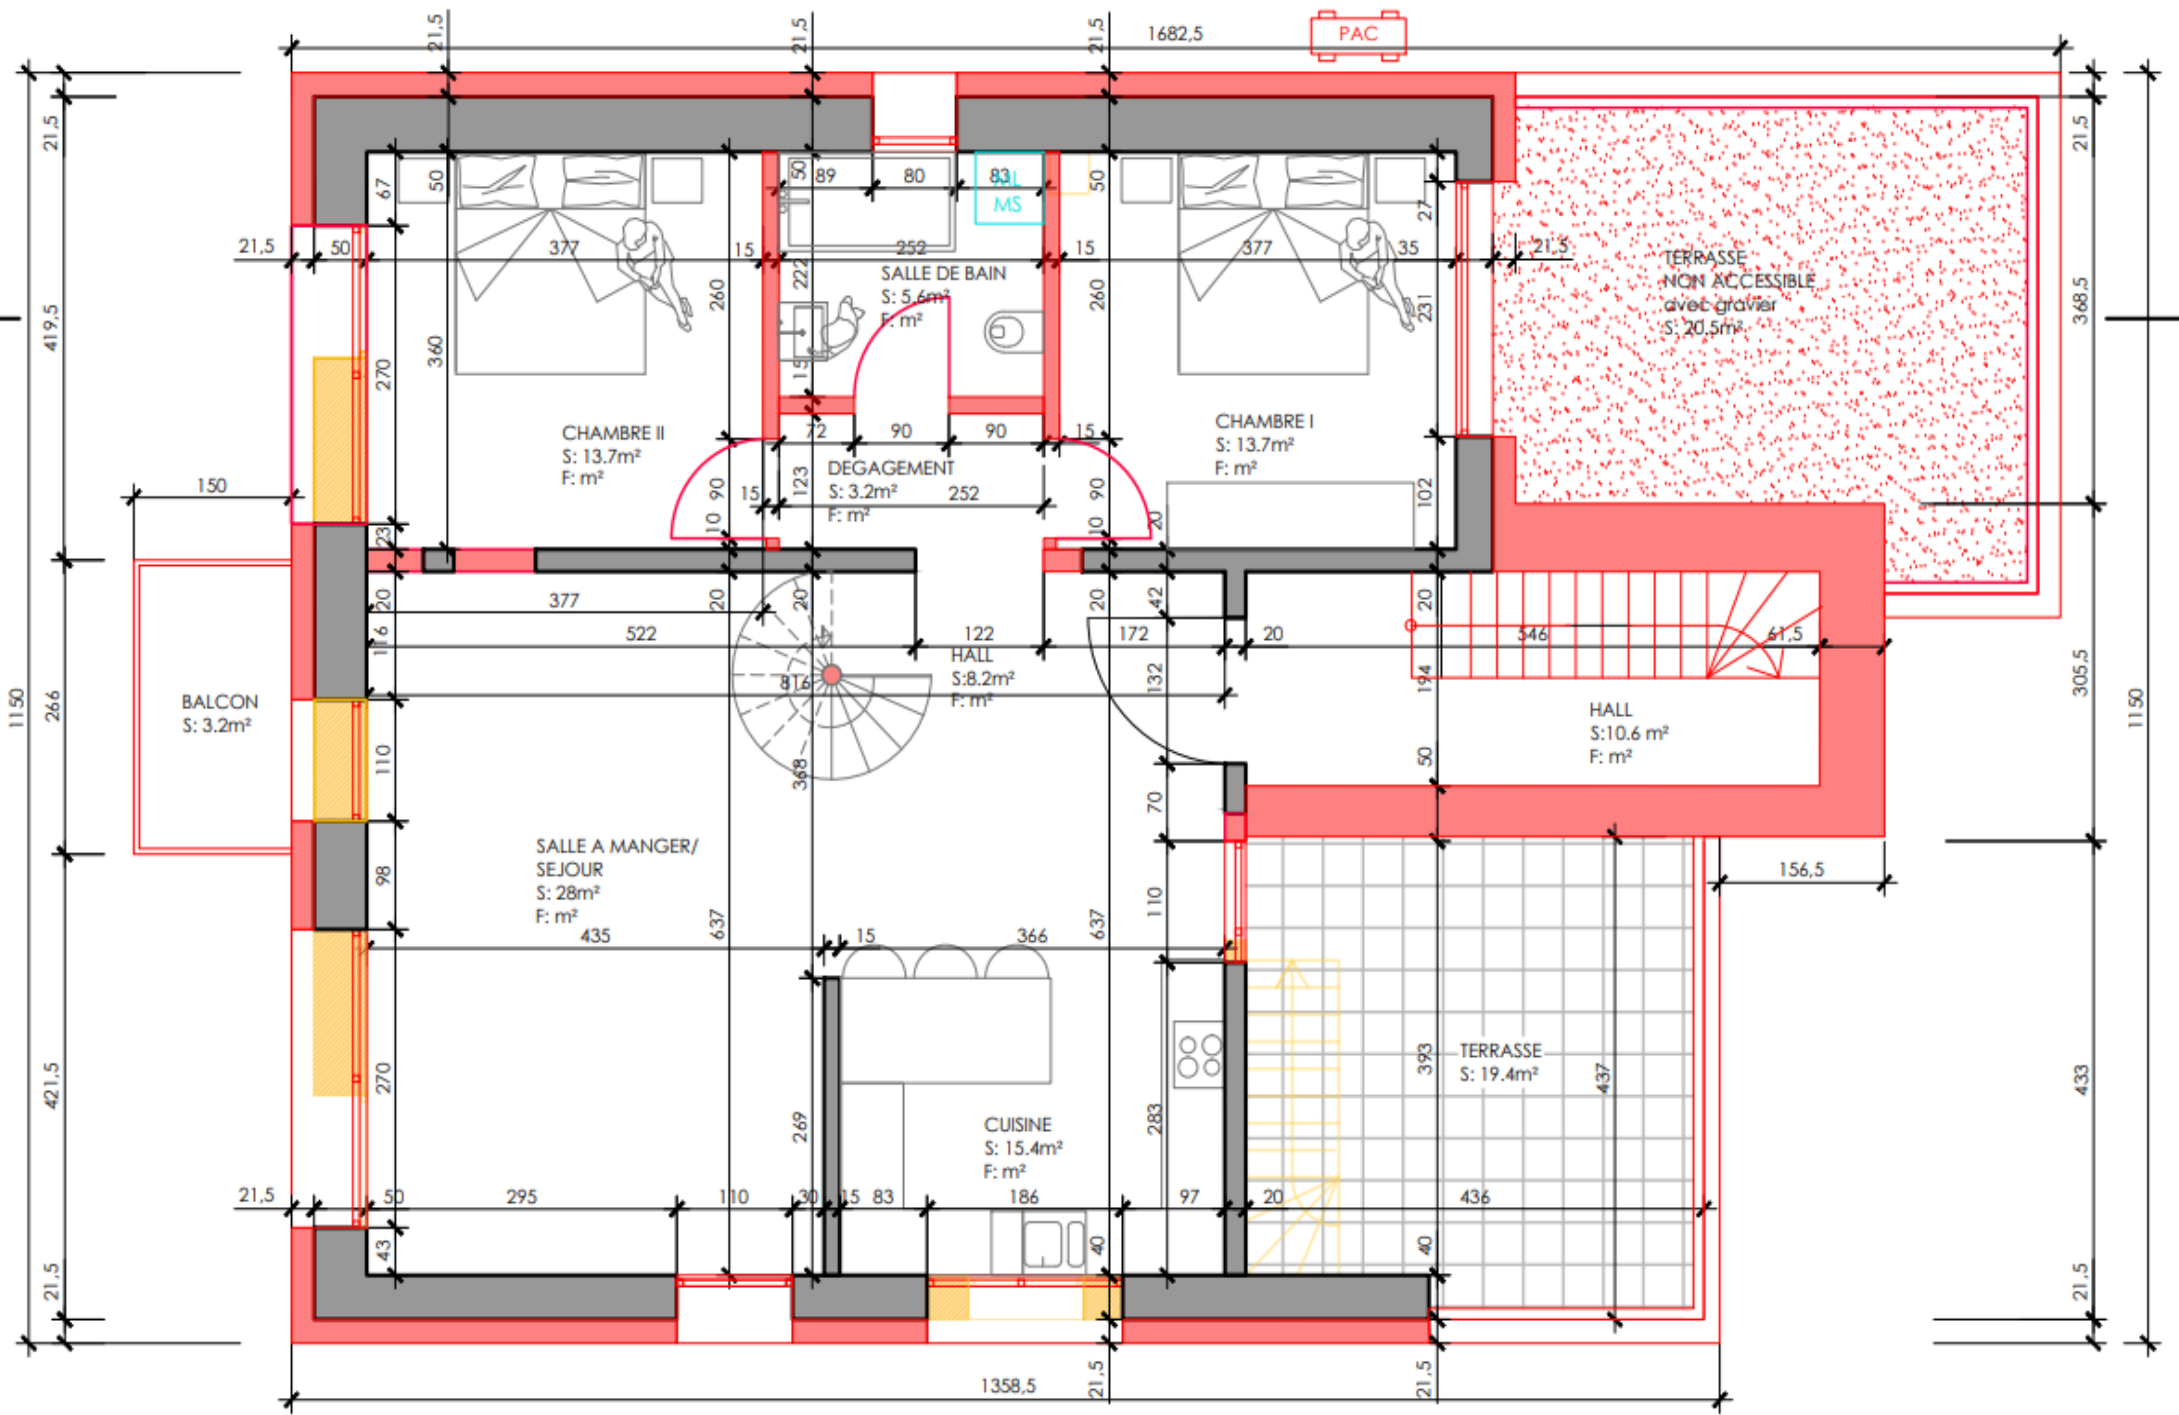 21,5
21,5
21,5
1682,5
PAC
21,5
67
50
50
89
80
83
ML
MS
50
27
21,5
21,5
50
377
15
252
15
377
35
21,5
TERRASSE
NON ACCESSIBLE
avec gravier
S: 20.5m²
SALLE DE BAIN
S: 5.6m²
F: m²
222
260
260
231
419,5
368,5
360
270
15
CHAMBRE II
S: 13.7m²
F: m²
CHAMBRE I
S: 13.7m²
F: m²
72
90
90
15
DEGAGEMENT
S: 3.2m²
F: m²
150
90
15
123
252
90
102
23
10
10
20
377
20
20
20
20
42
20
522
122
172
20
546
61,5
116
HALL
S:8.2m²
F: m²
816
132
194
305,5
1150
266
BALCON
S: 3.2m²
HALL
S:10.6 m²
F: m²
1150
110
368
50
70
SALLE A MANGER/
SEJOUR
S: 28m²
F: m²
98
156,5
110
435
15
366
637
637
270
421,5
393
TERRASSE
S: 19.4m²
437
433
269
283
CUISINE
S: 15.4m²
F: m²
21,5
50
295
110
30
15
83
186
97
20
436
43
40
40
21,5
21,5
1358,5
21,5
21,5